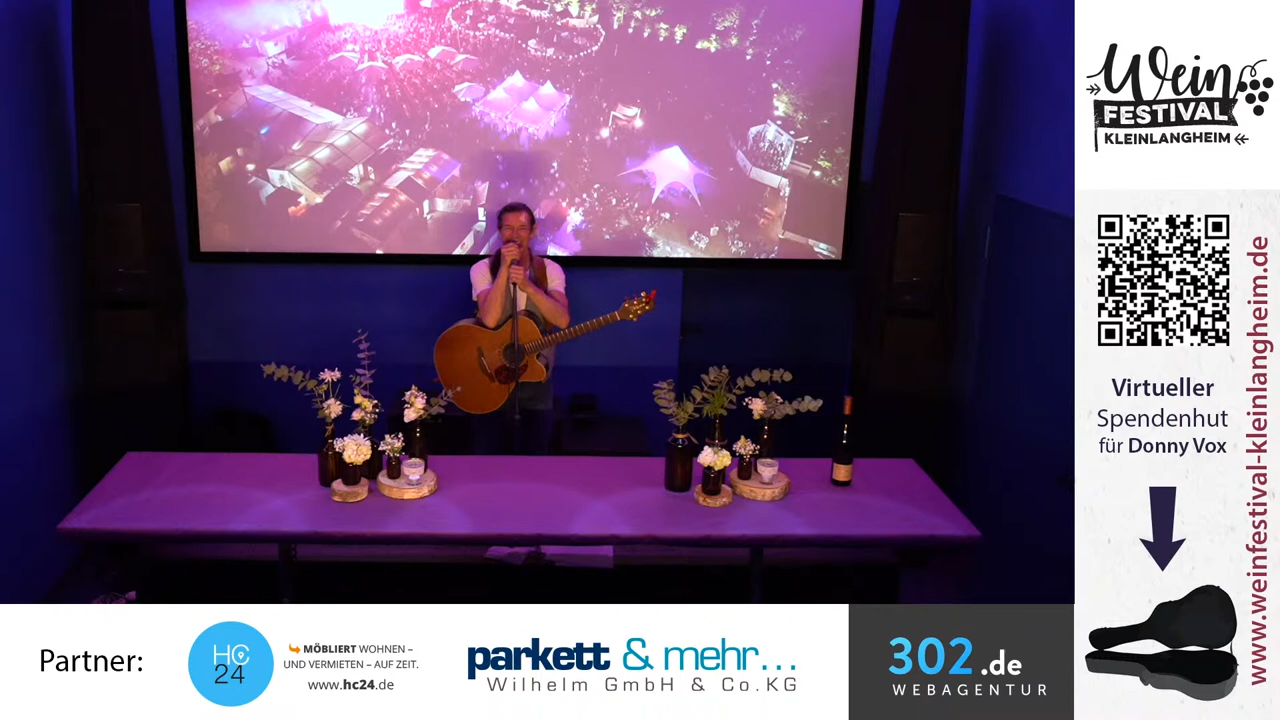 Wein
FESTIVAL
KLEINLANGHEIM
Virtueller
Spendenhut
für Donny Vox
www.weinfestival-kleinlangheim.de
Partner:
HC
24
MÖBLIERT WOHNEN –
UND VERMIETEN – AUF ZEIT.
www.hc24.de
parkett & mehr...
Wilhelm GmbH & Co.KG
302.de
WEBAGENTUR